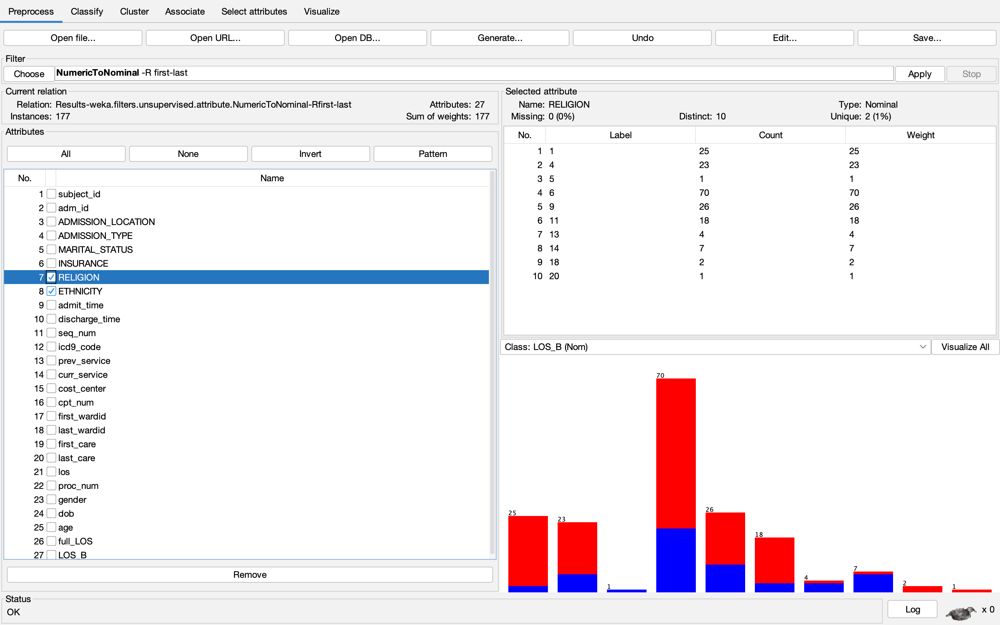 Preprocess Classify Cluster Associate Select attributes Visualize
Open file... Open URL... Open DB... Generate... Undo Edit... Save...
Filter
Choose NumericToNominal -R first-last Apply Stop
Current relation
Relation: Results-weka.filters.unsupervised.attribute.NumericToNominal-Rfirst-last Attributes: 27
Instances: 177 Sum of weights: 177
Attributes
All None Invert Pattern
No. Name
1 subject_id
2 adm_id
3 ADMISSION_LOCATION
4 ADMISSION_TYPE
5 MARITAL_STATUS
6 INSURANCE
7 RELIGION
8 ETHNICITY
9 admit_time
10 discharge_time
11 seq_num
12 icd9_code
13 prev_service
14 curr_service
15 cost_center
16 cpt_num
17 first_wardid
18 last_wardid
19 first_care
20 last_care
21 los
22 proc_num
23 gender
24 dob
25 age
26 full_LOS
27 LOS_B
Remove
Selected attribute
Name: RELIGION Type: Nominal
Missing: 0 (0%) Distinct: 10 Unique: 2 (1%)
No. Label Count Weight
1 1 25 25
2 4 23 23
3 5 1 1
4 6 70 70
5 9 26 26
6 11 18 18
7 13 4 4
8 14 7 7
9 18 2 2
10 20 1 1
Class: LOS_B (Nom) Visualize All
25 23 1 70 26 18 4 7 2 1
Status
OK
Log x 0